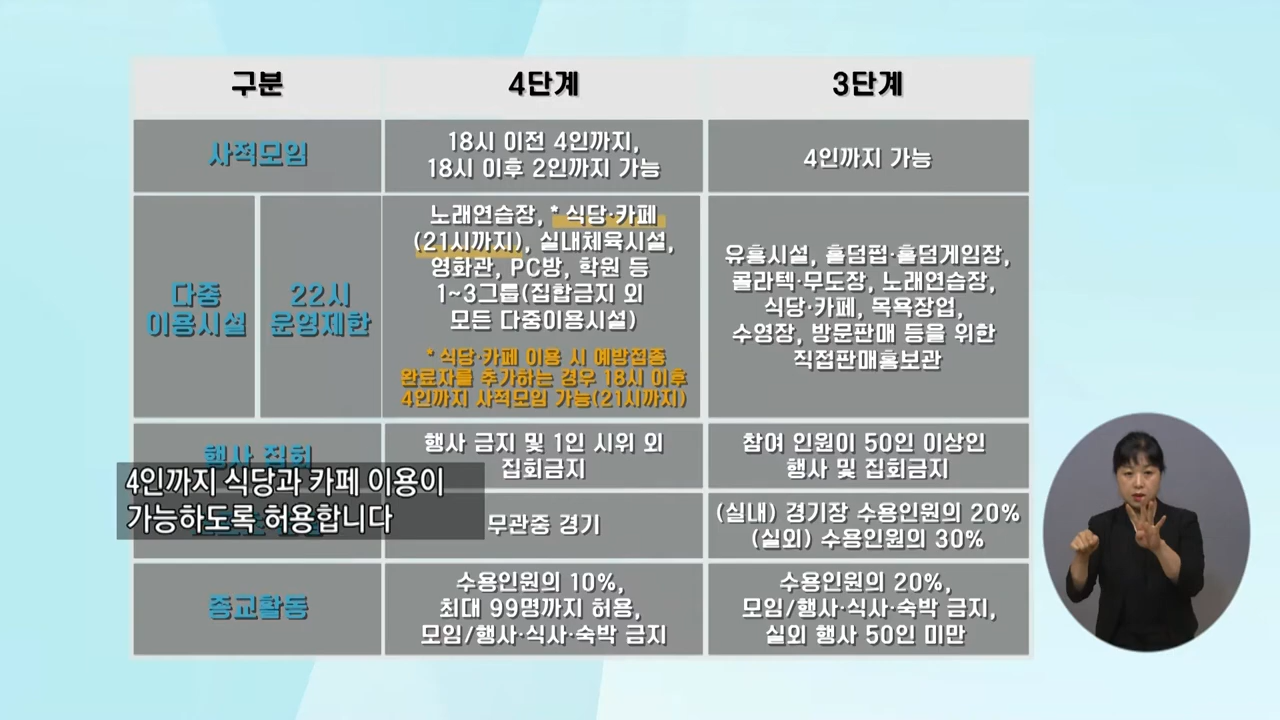 구분
4단계
3단계
사적모임
18시 이전 4인까지,
18시 이후 2인까지 가능
4인까지 가능
다중
이용시설
22시
운영제한
노래연습장, * 식당·카페
(21시까지), 실내체육시설,
영화관, PC방, 학원 등
1~3그룹(집합금지 외
모든 다중이용시설)
* 식당·카페 이용 시 예방접종
완료자를 추가하는 경우 18시 이후
4인까지 사적모임 가능(21시까지)
유흥시설, 홀덤펍·홀덤게임장,
콜라텍·무도장, 노래연습장,
식당·카페, 목욕장업,
수영장, 방문판매 등을 위한
직접판매홍보관
행사 집회
행사 금지 및 1인 시위 외
집회금지
참여 인원이 50인 이상인
행사 및 집회금지
4인까지 식당과 카페 이용이
가능하도록 허용합니다
무관중 경기
(실내) 경기장 수용인원의 20%
(실외) 수용인원의 30%
종교활동
수용인원의 10%,
최대 99명까지 허용,
모임/행사·식사·숙박 금지
수용인원의 20%,
모임/행사·식사·숙박 금지,
실외 행사 50인 미만